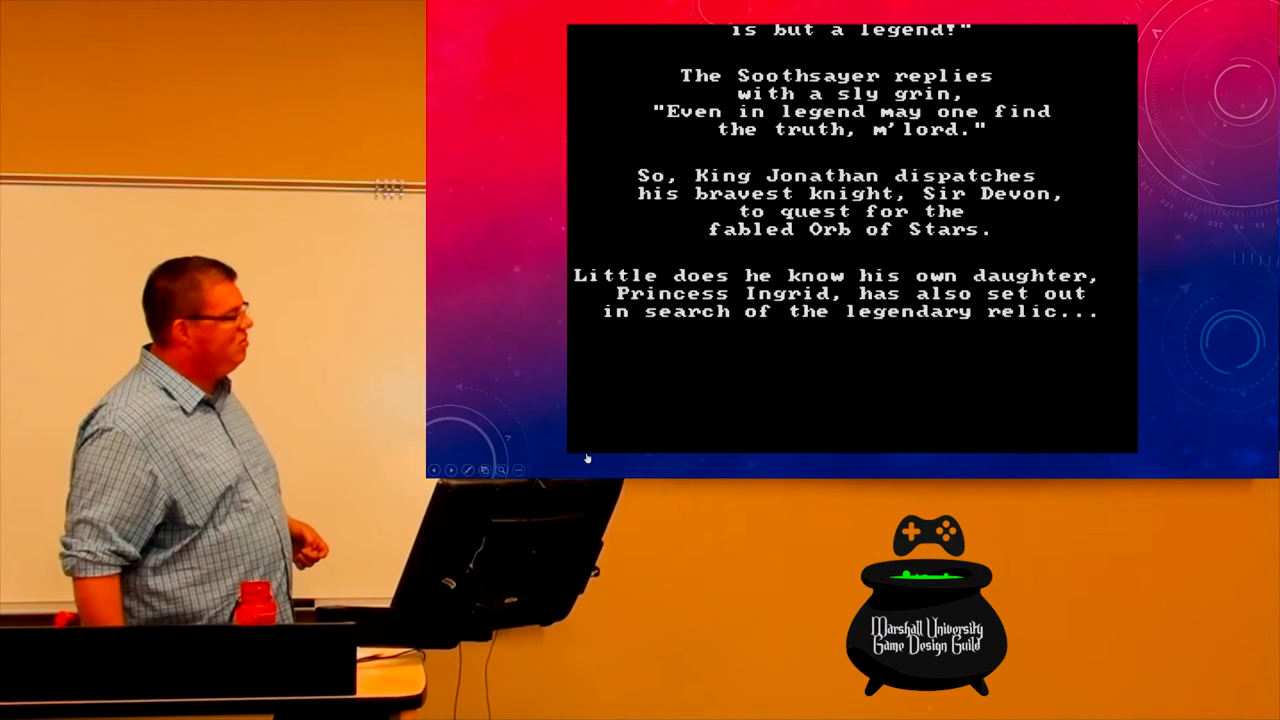 is but a legend!"
The Soothsayer replies
with a sly grin,
"Even in legend may one find
the truth, m'lord."
So, King Jonathan dispatches
his bravest knight, Sir Devon,
to quest for the
fabled Orb of Stars.
Little does he know his own daughter,
Princess Ingrid, has also set out
in search of the legendary relic...
Marshall University
Game Design Guild